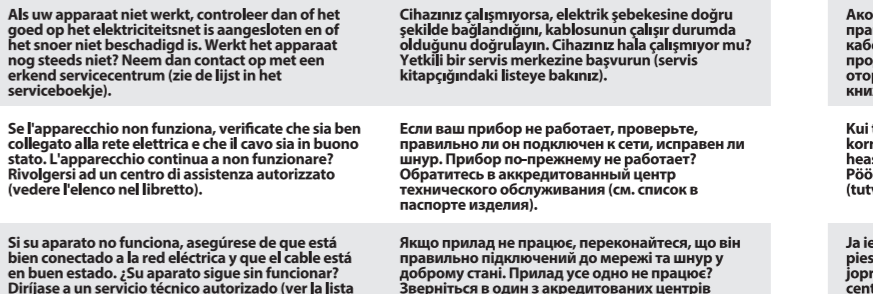 Als uw apparaat niet werkt, controleer dan of het
goed op het elektriciteitsnet is aangesloten en of
het snoer niet beschadigd is. Werkt het apparaat
nog steeds niet? Neem dan contact op met een
erkend servicecentrum (zie de lijst in het
serviceboekje).
Cihazınız çalışmıyorsa, elektrik şebekesine doğru
şekilde bağlandığını, kablosunun çalışır durumda
olduğunu doğrulayın. Cihazınız hala çalışmıyor mu?
Yetkili bir servis merkezine başvurun (servis
kitapçığındaki listeye bakınız).
Ако
Se l'apparecchio non funziona, verificate che sia ben
collegato alla rete elettrica e che il cavo sia in buono
stato. L'apparecchio continua a non funzionare?
Rivolgersi ad un centro di assistenza autorizzato
(vedere l'elenco nel libretto).
Если ваш прибор не работает, проверьте,
правильно ли он подключен к сети, исправен ли
шнур. Прибор по-прежнему не работает?
Обратитесь в аккредитованный центр
технического обслуживания (см. список в
паспорте изделия).
Kui
Si su aparato no funciona, asegúrese de que está
bien conectado a la red eléctrica y que el cable está
en buen estado. ¿Su aparato sigue sin funcionar?
Diríjase a un servicio técnico autorizado (ver la lista
Якщо прилад не працює, переконайтеся, що він
правильно підключений до мережі та шнур у
доброму стані. Прилад усе одно не працює?
Зверніться в один з акредитованих центрів
Ja